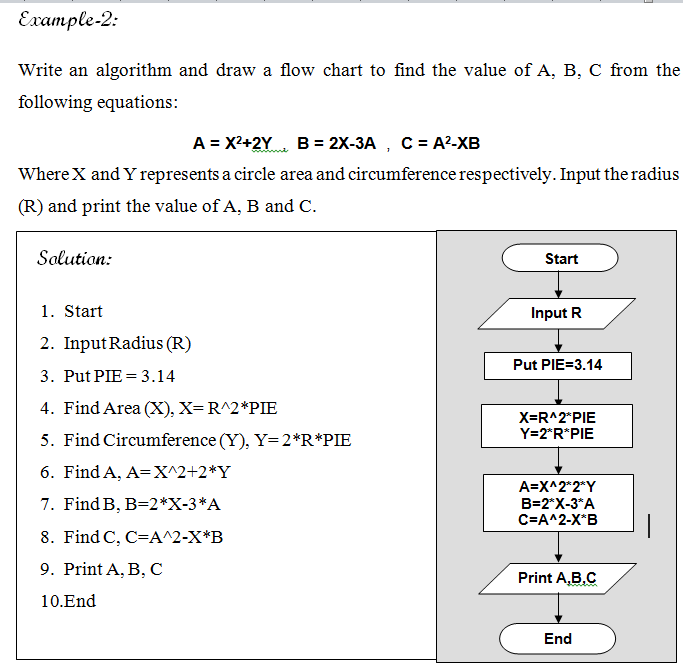 Example-2:
Write an algorithm and draw a flow chart to find the value of A, B, C from the
following equations:
A = X²+2Y , B = 2X-3A , C = A²-XB
Where X and Y represents a circle area and circumference respectively. Input the radius
(R) and print the value of A, B and C.
Solution:
1. Start
2. Input Radius (R)
3. Put PIE = 3.14
4. Find Area (X), X= R^2*PIE
5. Find Circumference (Y), Y= 2*R*PIE
6. Find A, A= X^2+2*Y
7. Find B, B=2*X-3*A
8. Find C, C=A^2-X*B
9. Print A, B, C
10.End
Start
Input R
Put PIE=3.14
X=R^2*PIE
Y=2*R*PIE
A=X^2*2*Y
B=2*X-3*A
C=A^2-X*B
Print A,B,C
End